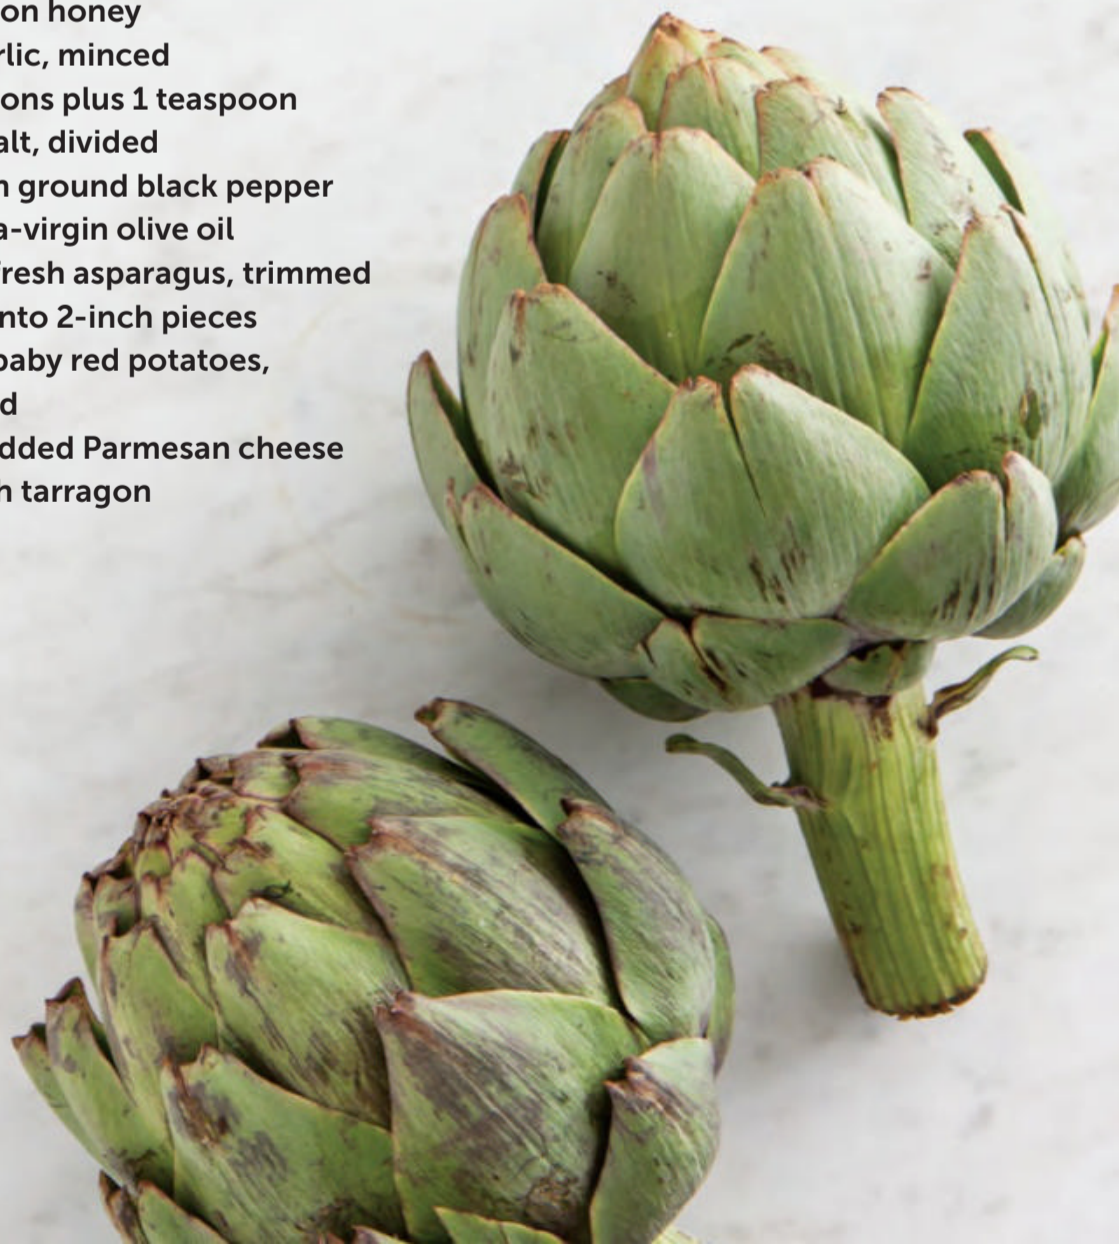 on honey
rlic, minced
ons plus 1 teaspoon
alt, divided
n ground black pepper
a-virgin olive oil
fresh asparagus, trimmed
nto 2-inch pieces
baby red potatoes,
d
dded Parmesan cheese
h tarragon